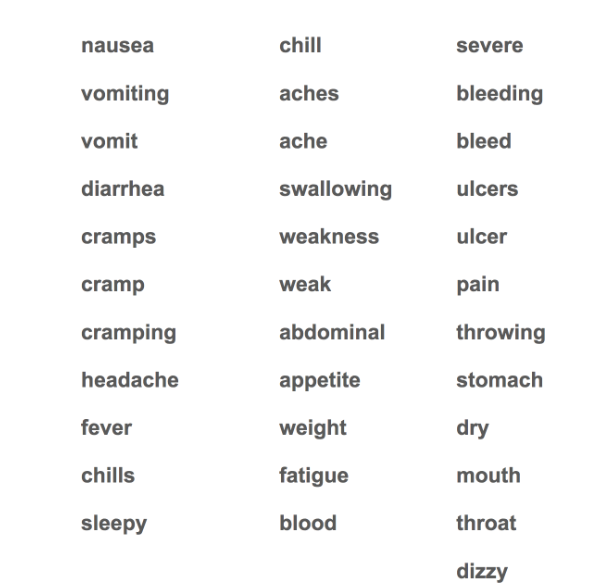 nausea chill severe
vomiting aches bleeding
vomit ache bleed
diarrhea swallowing ulcers
cramps weakness ulcer
cramp weak pain
cramping abdominal throwing
headache appetite stomach
fever weight dry
chills fatigue mouth
sleepy blood throat
dizzy